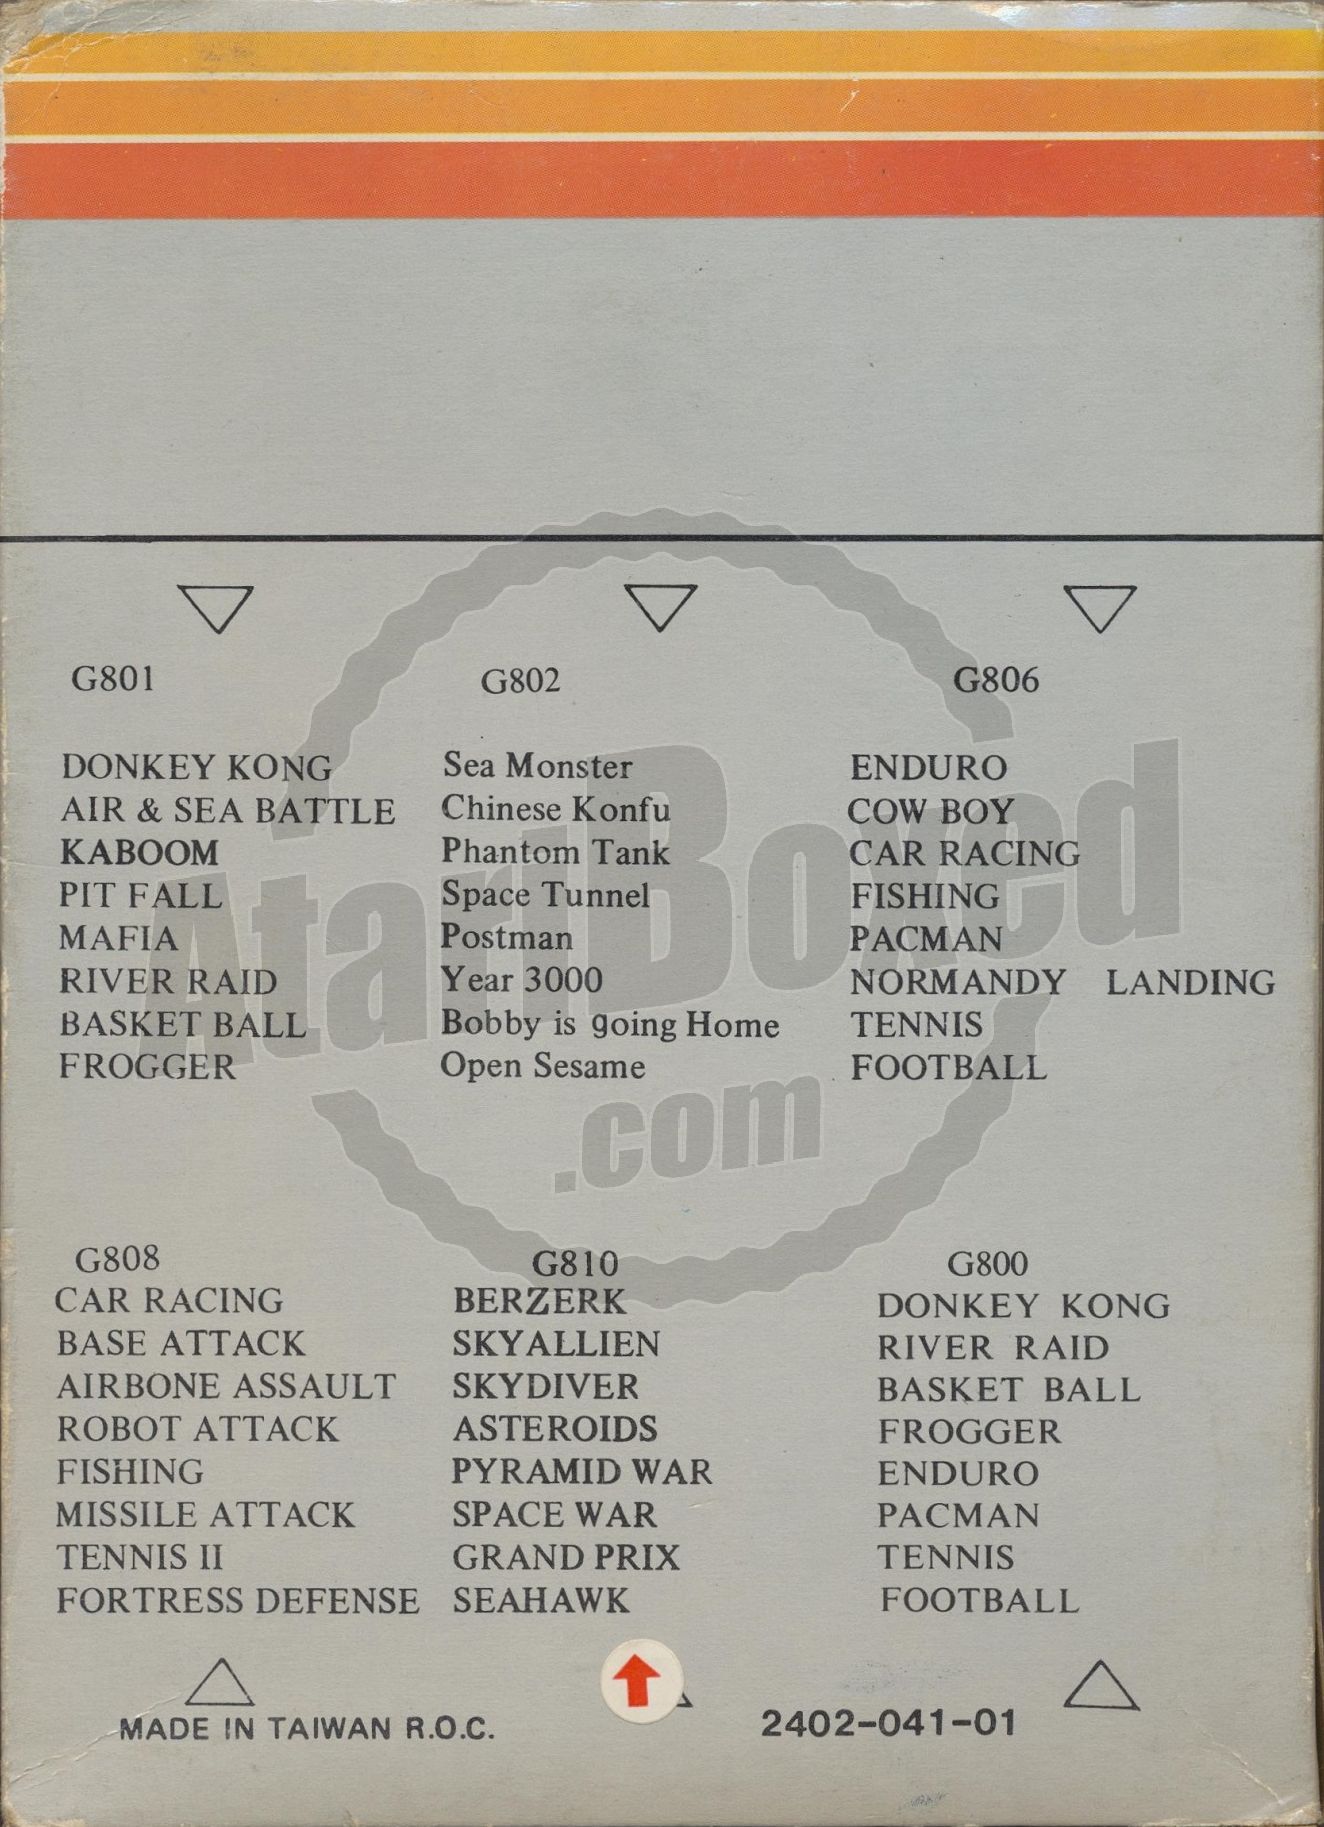 G801
DONKEY KONG
AIR & SEA BATTLE
KABOOM
PIT FALL
MAFIA
RIVER RAID
BASKET BALL
FROGGER
G802
Sea Monster
Chinese Konfu
Phantom Tank
Space Tunnel
Postman
Year 3000
Bobby is going Home
Open Sesame
G806
ENDURO
COW BOY
CAR RACING
FISHING
PACMAN
NORMANDY LANDING
TENNIS
FOOTBALL
G808
CAR RACING
BASE ATTACK
AIRBONE ASSAULT
ROBOT ATTACK
FISHING
MISSILE ATTACK
TENNIS II
FORTRESS DEFENSE
G810
BERZERK
SKYALLIEN
SKYDIVER
ASTEROIDS
PYRAMID WAR
SPACE WAR
GRAND PRIX
SEAHAWK
G800
DONKEY KONG
RIVER RAID
BASKET BALL
FROGGER
ENDURO
PACMAN
TENNIS
FOOTBALL
MADE IN TAIWAN R.O.C.
2402-041-01
AtariBoxed
.com